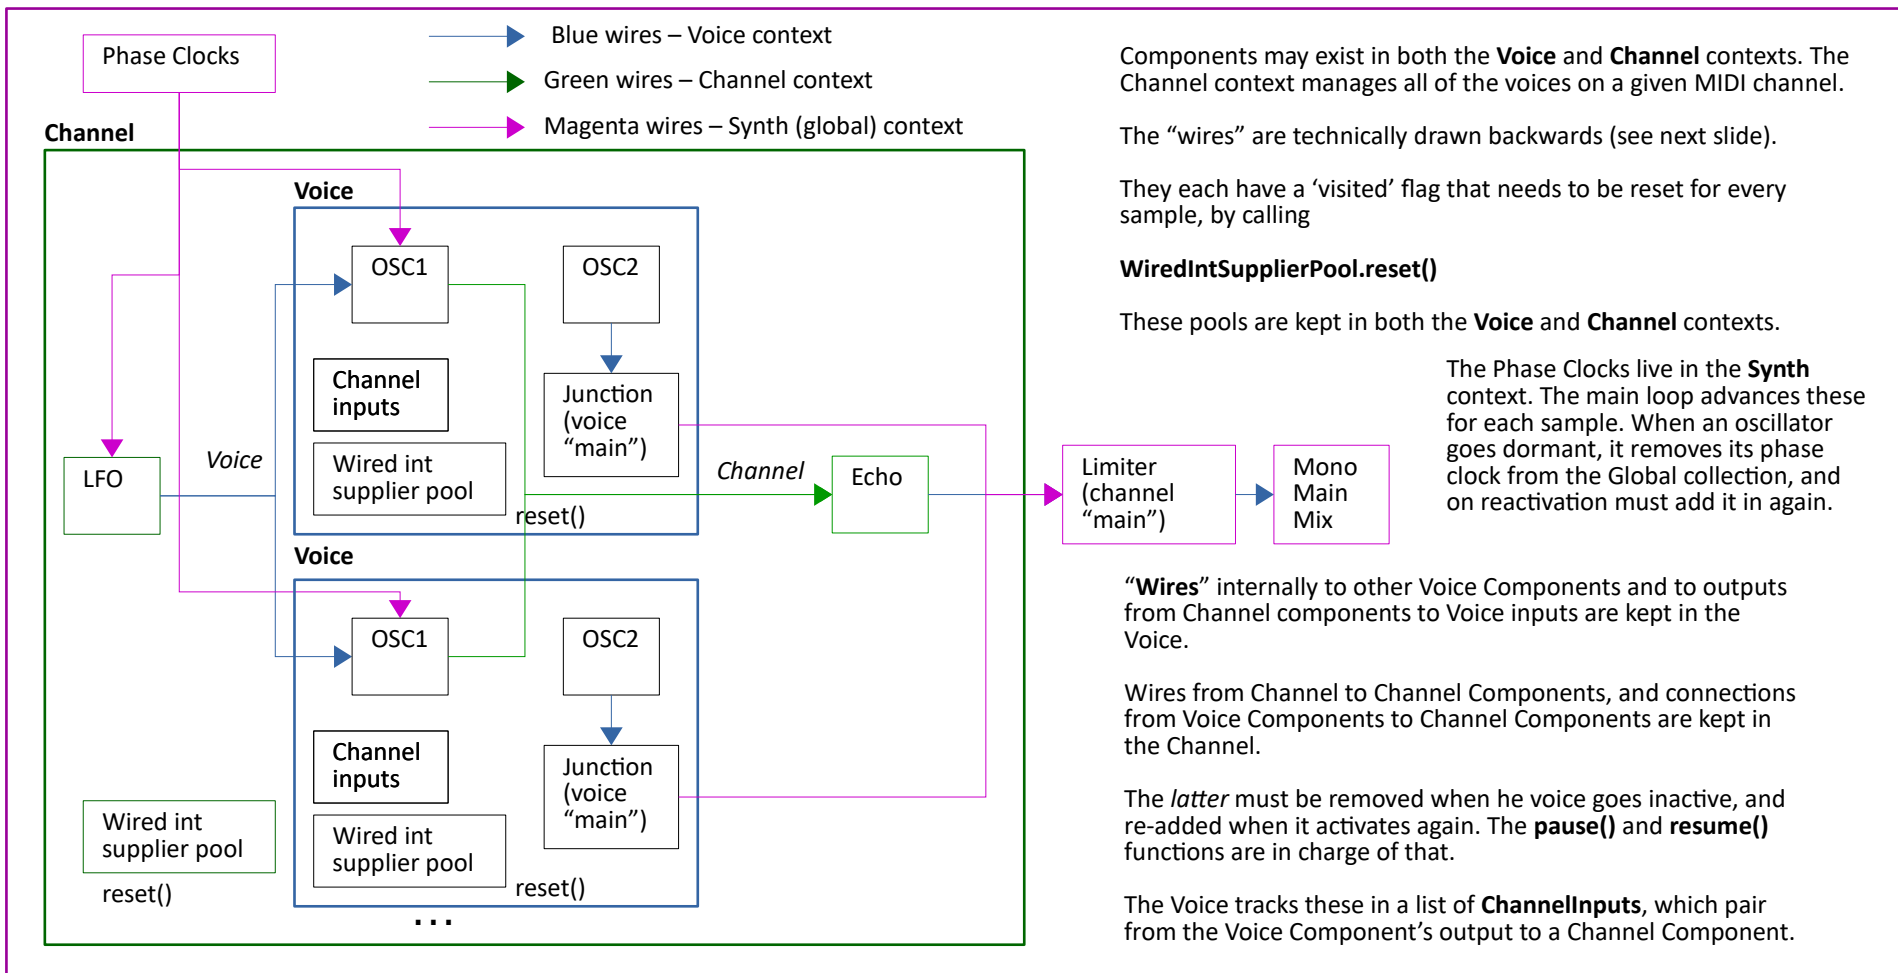 Phase Clocks
Blue wires – Voice context
Green wires – Channel context
Magenta wires – Synth (global) context
Channel
Voice
OSC1
OSC2
Channel
inputs
Junction
(voice
“main”)
Wired int
supplier pool
reset()
LFO
Voice
Channel
Echo
Limiter
(channel
“main”)
Mono
Main
Mix
Voice
OSC1
OSC2
Channel
inputs
Junction
(voice
“main”)
Wired int
supplier pool
reset()
Wired int
supplier pool
reset()
...
Components may exist in both the Voice and Channel contexts. The
Channel context manages all of the voices on a given MIDI channel.
The “wires” are technically drawn backwards (see next slide).
They each have a ‘visited’ flag that needs to be reset for every
sample, by calling
WiredIntSupplierPool.reset()
These pools are kept in both the Voice and Channel contexts.
The Phase Clocks live in the Synth
context. The main loop advances these
for each sample. When an oscillator
goes dormant, it removes its phase
clock from the Global collection, and
on reactivation must add it in again.
“Wires” internally to other Voice Components and to outputs
from Channel components to Voice inputs are kept in the
Voice.
Wires from Channel to Channel Components, and connections
from Voice Components to Channel Components are kept in
the Channel.
The latter must be removed when he voice goes inactive, and
re-added when it activates again. The pause() and resume()
functions are in charge of that.
The Voice tracks these in a list of ChannelInputs, which pair
from the Voice Component’s output to a Channel Component.